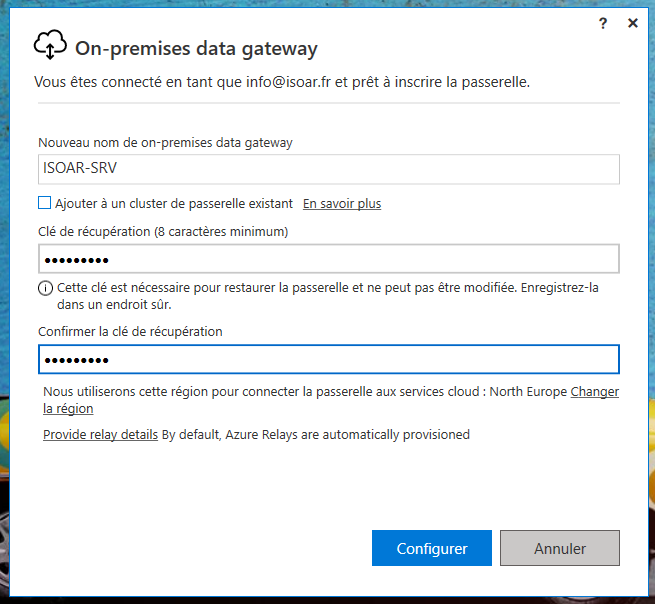 ? ✕
On-premises data gateway
Vous êtes connecté en tant que info@isoar.fr et prêt à inscrire la passerelle.
Nouveau nom de on-premises data gateway
ISOAR-SRV
Ajouter à un cluster de passerelle existant En savoir plus
Clé de récupération (8 caractères minimum)
●●●●●●●●●
Cette clé est nécessaire pour restaurer la passerelle et ne peut pas être modifiée. Enregistrez-la
dans un endroit sûr.
Confirmer la clé de récupération
●●●●●●●●●
Nous utiliserons cette région pour connecter la passerelle aux services cloud : North Europe Changer
la région
Provide relay details By default, Azure Relays are automatically provisioned
Configurer Annuler